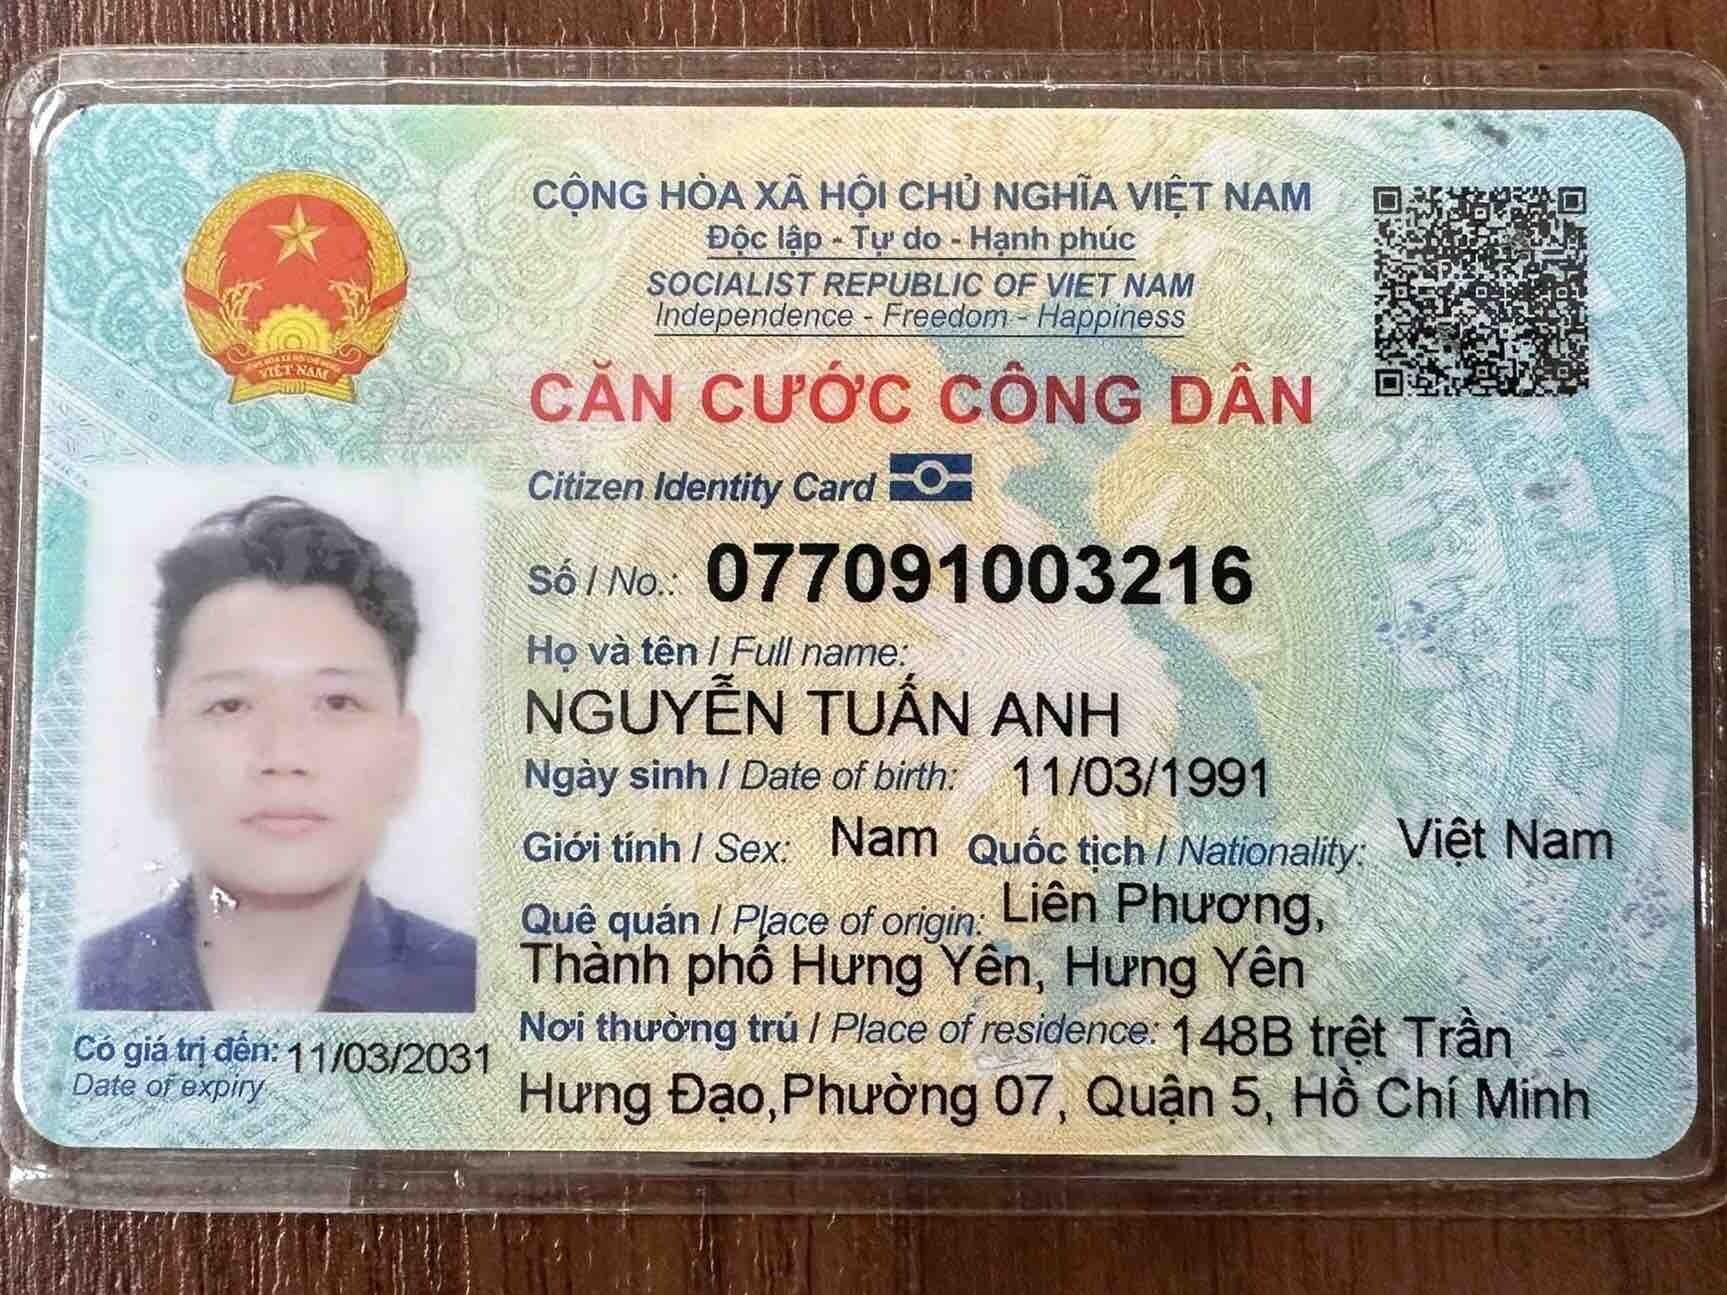 CỘNG HÒA XÃ HỘI CHỦ NGHĨA VIỆT NAM
Độc lập - Tự do - Hạnh phúc
SOCIALIST REPUBLIC OF VIET NAM
Independence - Freedom - Happiness
CĂN CƯỚC CÔNG DÂN
Citizen Identity Card
Số / No.: 077091003216
Họ và tên / Full name:
NGUYỄN TUẤN ANH
Ngày sinh / Date of birth: 11/03/1991
Giới tính / Sex: Nam Quốc tịch / Nationality: Việt Nam
Quê quán / Place of origin: Liên Phương,
Thành phố Hưng Yên, Hưng Yên
Nơi thường trú / Place of residence: 148B trệt Trần
Hưng Đạo,Phường 07, Quận 5, Hồ Chí Minh
Có giá trị đến: 11/03/2031
Date of expiry
VIỆT NAM